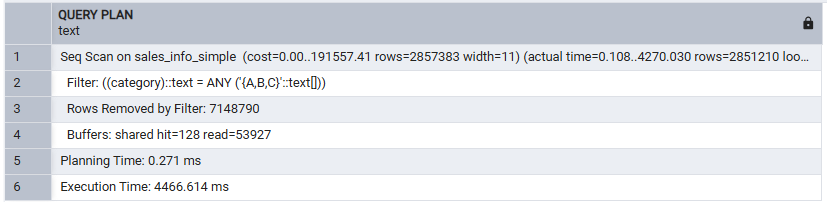 QUERY PLAN
text
1 Seq Scan on sales_info_simple (cost=0.00..191557.41 rows=2857383 width=11) (actual time=0.108..4270.030 rows=2851210 loo...
2 Filter: ((category)::text = ANY ('{A,B,C}'::text[]))
3 Rows Removed by Filter: 7148790
4 Buffers: shared hit=128 read=53927
5 Planning Time: 0.271 ms
6 Execution Time: 4466.614 ms